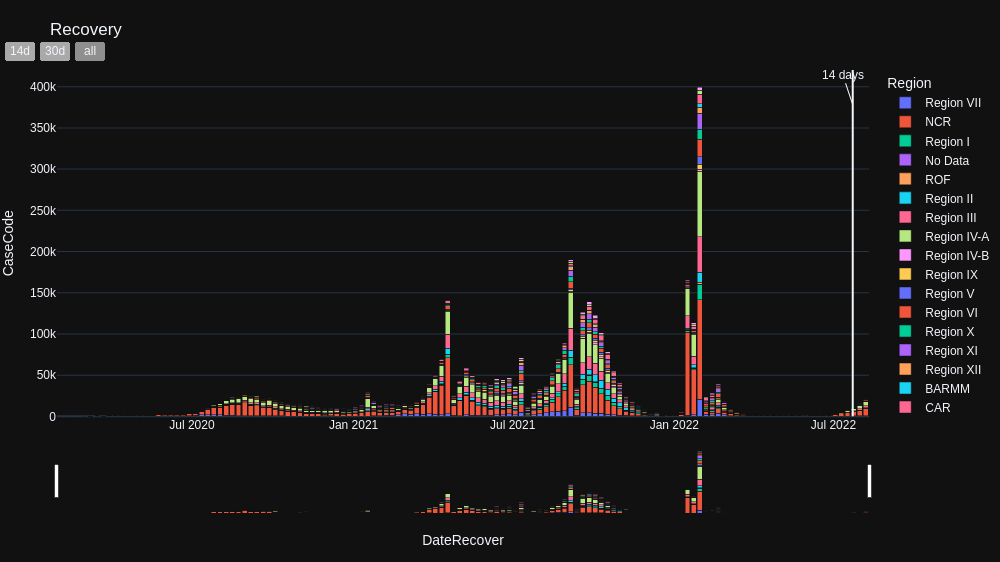 Recovery
14d 30d all
14 days
Region
400k
350k
300k
250k
200k
150k
100k
50k
0
CaseCode
Jul 2020 Jan 2021 Jul 2021 Jan 2022 Jul 2022
DateRecover
Region VII
NCR
Region I
No Data
ROF
Region II
Region III
Region IV-A
Region IV-B
Region IX
Region V
Region VI
Region X
Region XI
Region XII
BARMM
CAR